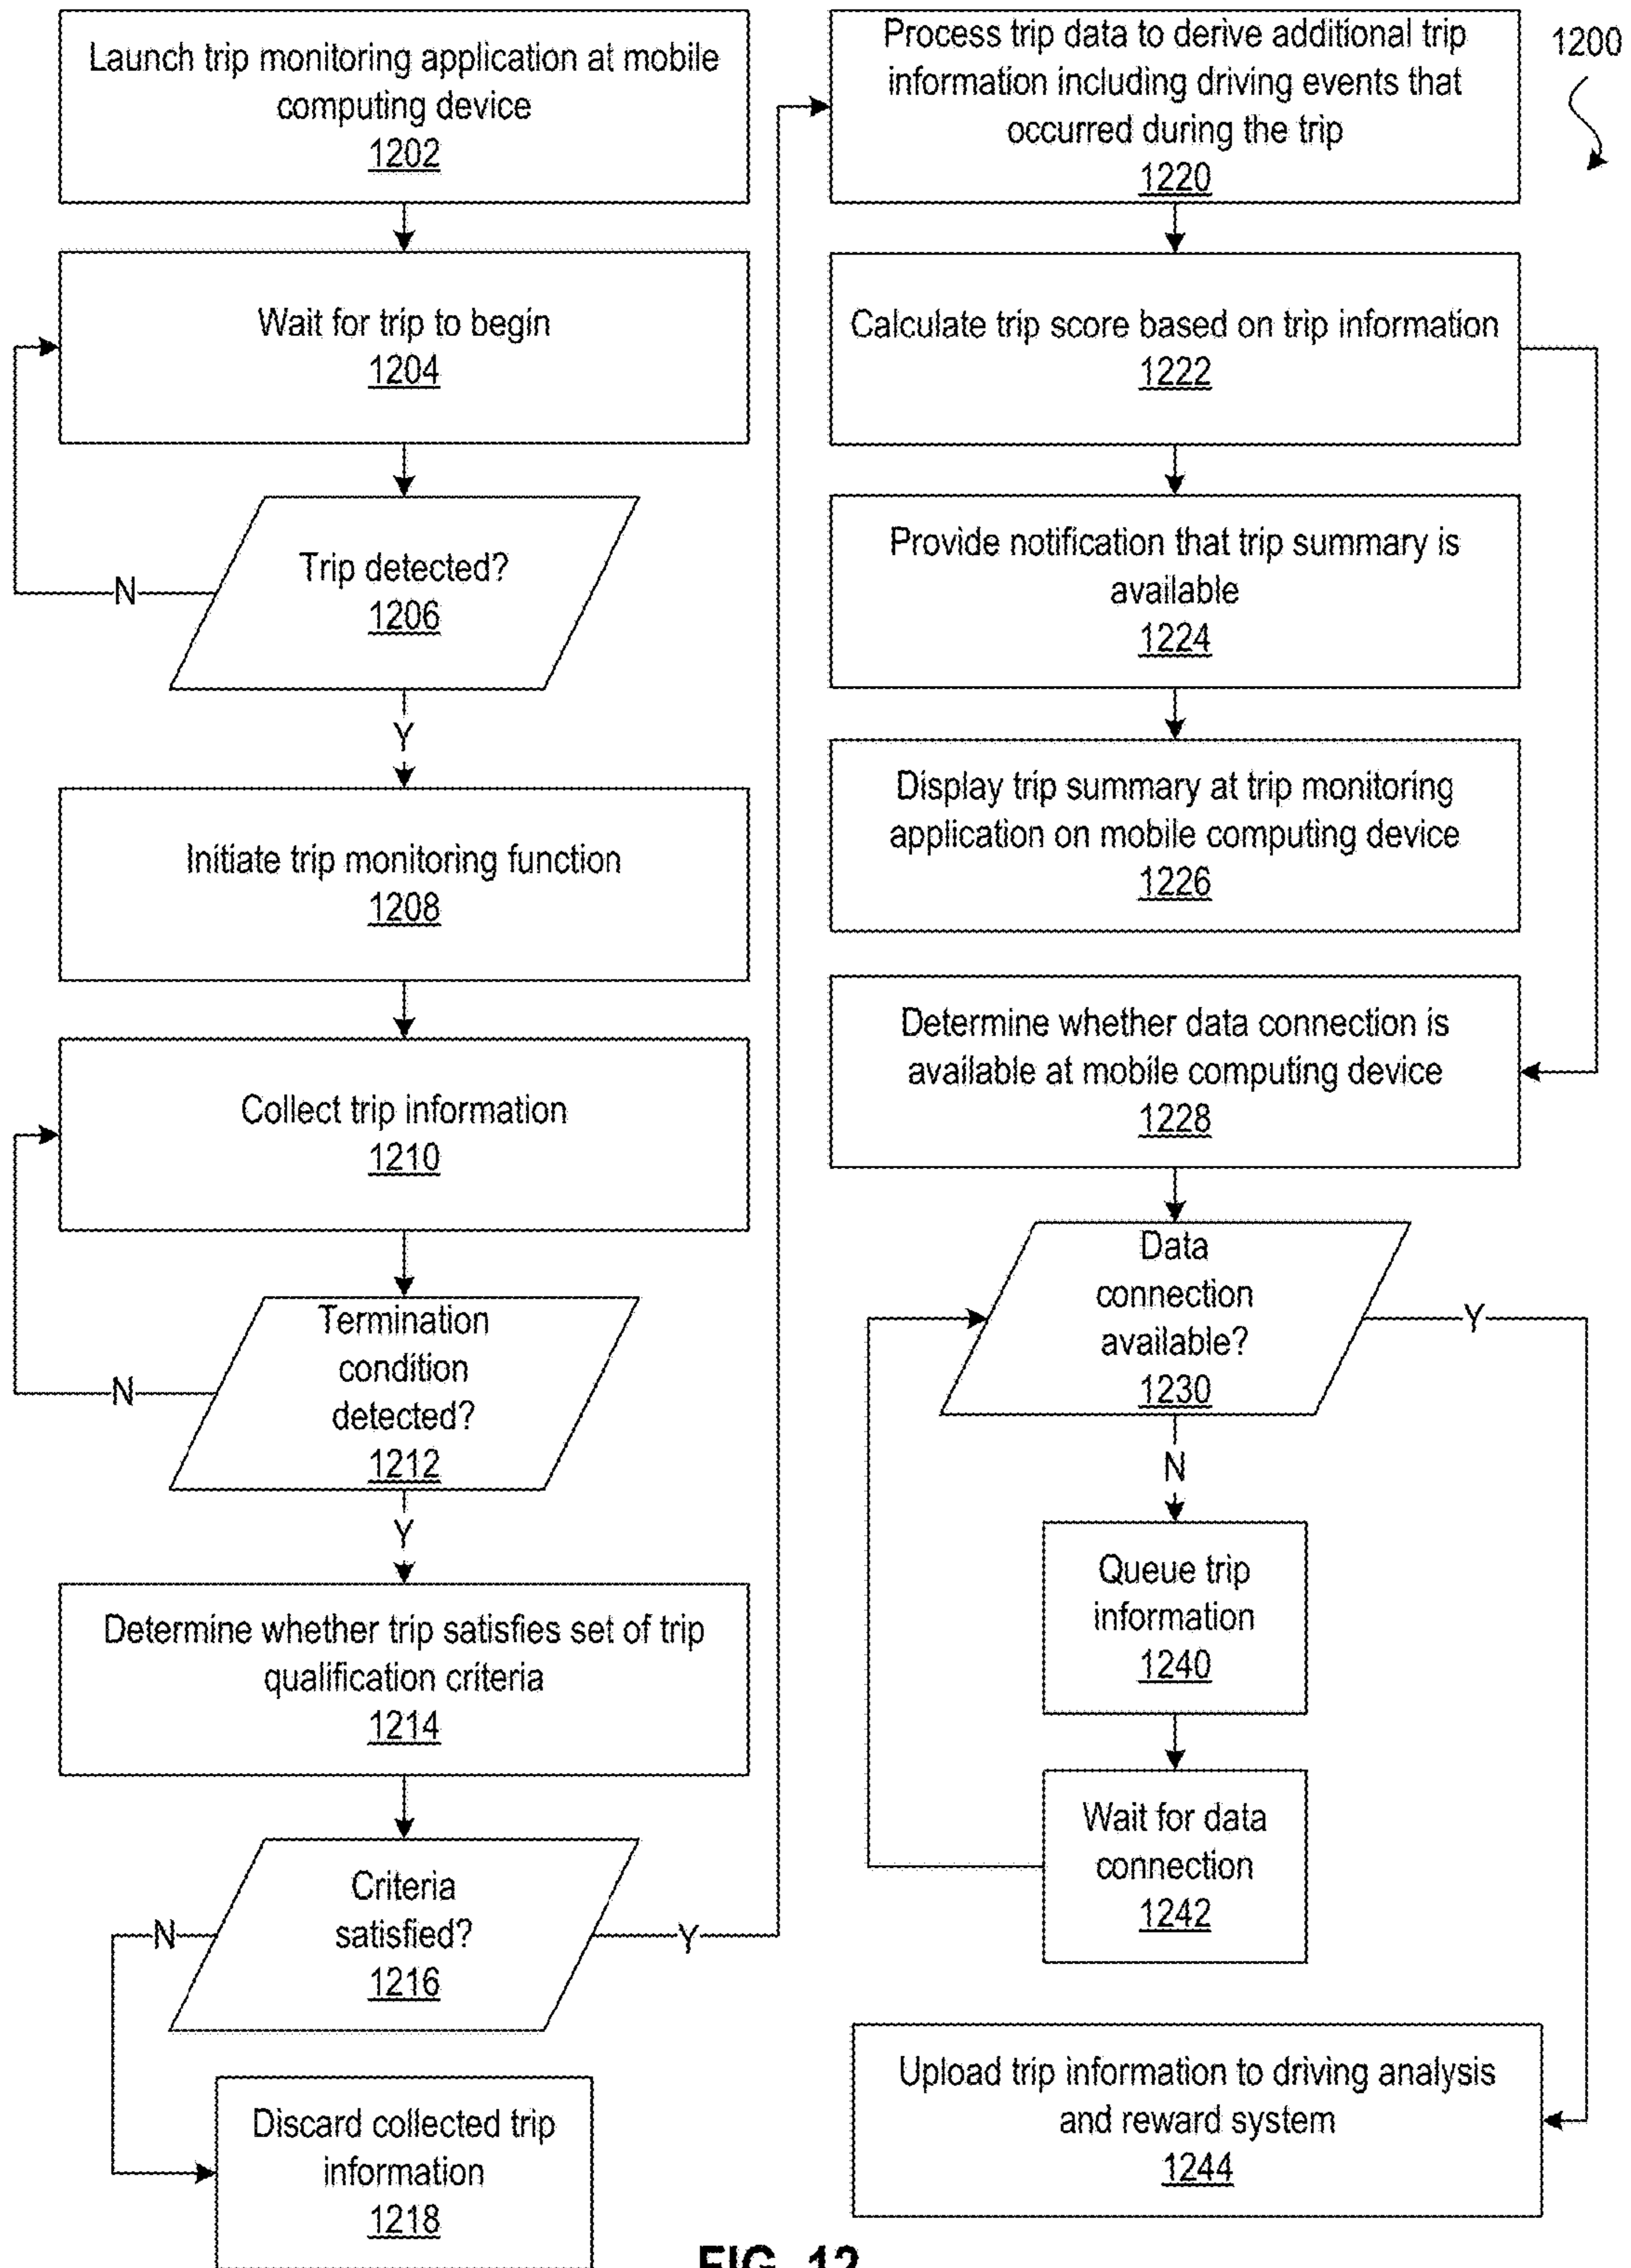 Launch trip monitoring application at mobile
computing device
1202
Wait for trip to begin
1204
Trip detected?
1206
N
Y
Initiate trip monitoring function
1208
Collect trip information
1210
Termination
condition
detected?
1212
N
Y
Determine whether trip satisfies set of trip
qualification criteria
1214
Criteria
satisfied?
1216
N
Y
Discard collected trip
information
1218
Process trip data to derive additional trip
information including driving events that
occurred during the trip
1220
1200
Calculate trip score based on trip information
1222
Provide notification that trip summary is
available
1224
Display trip summary at trip monitoring
application on mobile computing device
1226
Determine whether data connection is
available at mobile computing device
1228
Data
connection
available?
1230
Y
N
Queue trip
information
1240
Wait for data
connection
1242
Upload trip information to driving analysis
and reward system
1244
FIG. 12